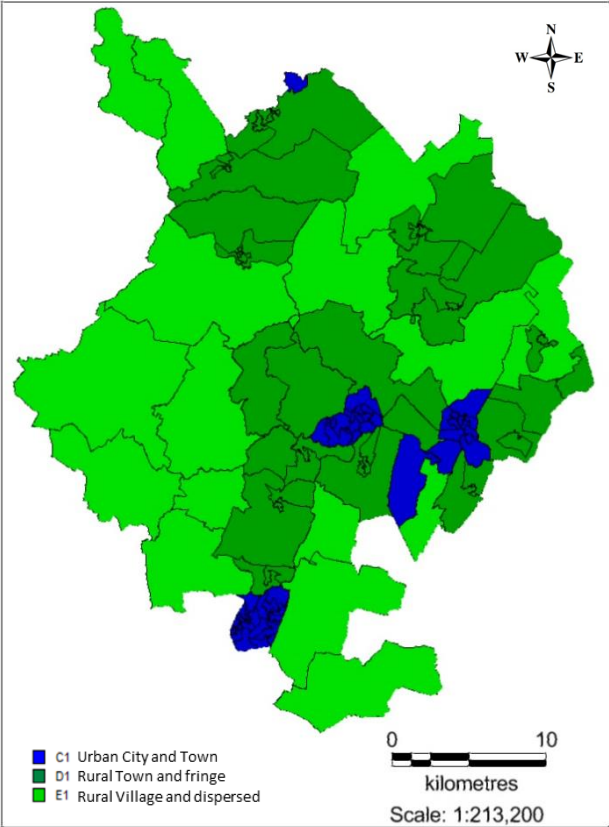 N
W E
S
C1 Urban City and Town
D1 Rural Town and fringe
E1 Rural Village and dispersed
0 10
kilometres
Scale: 1:213,200